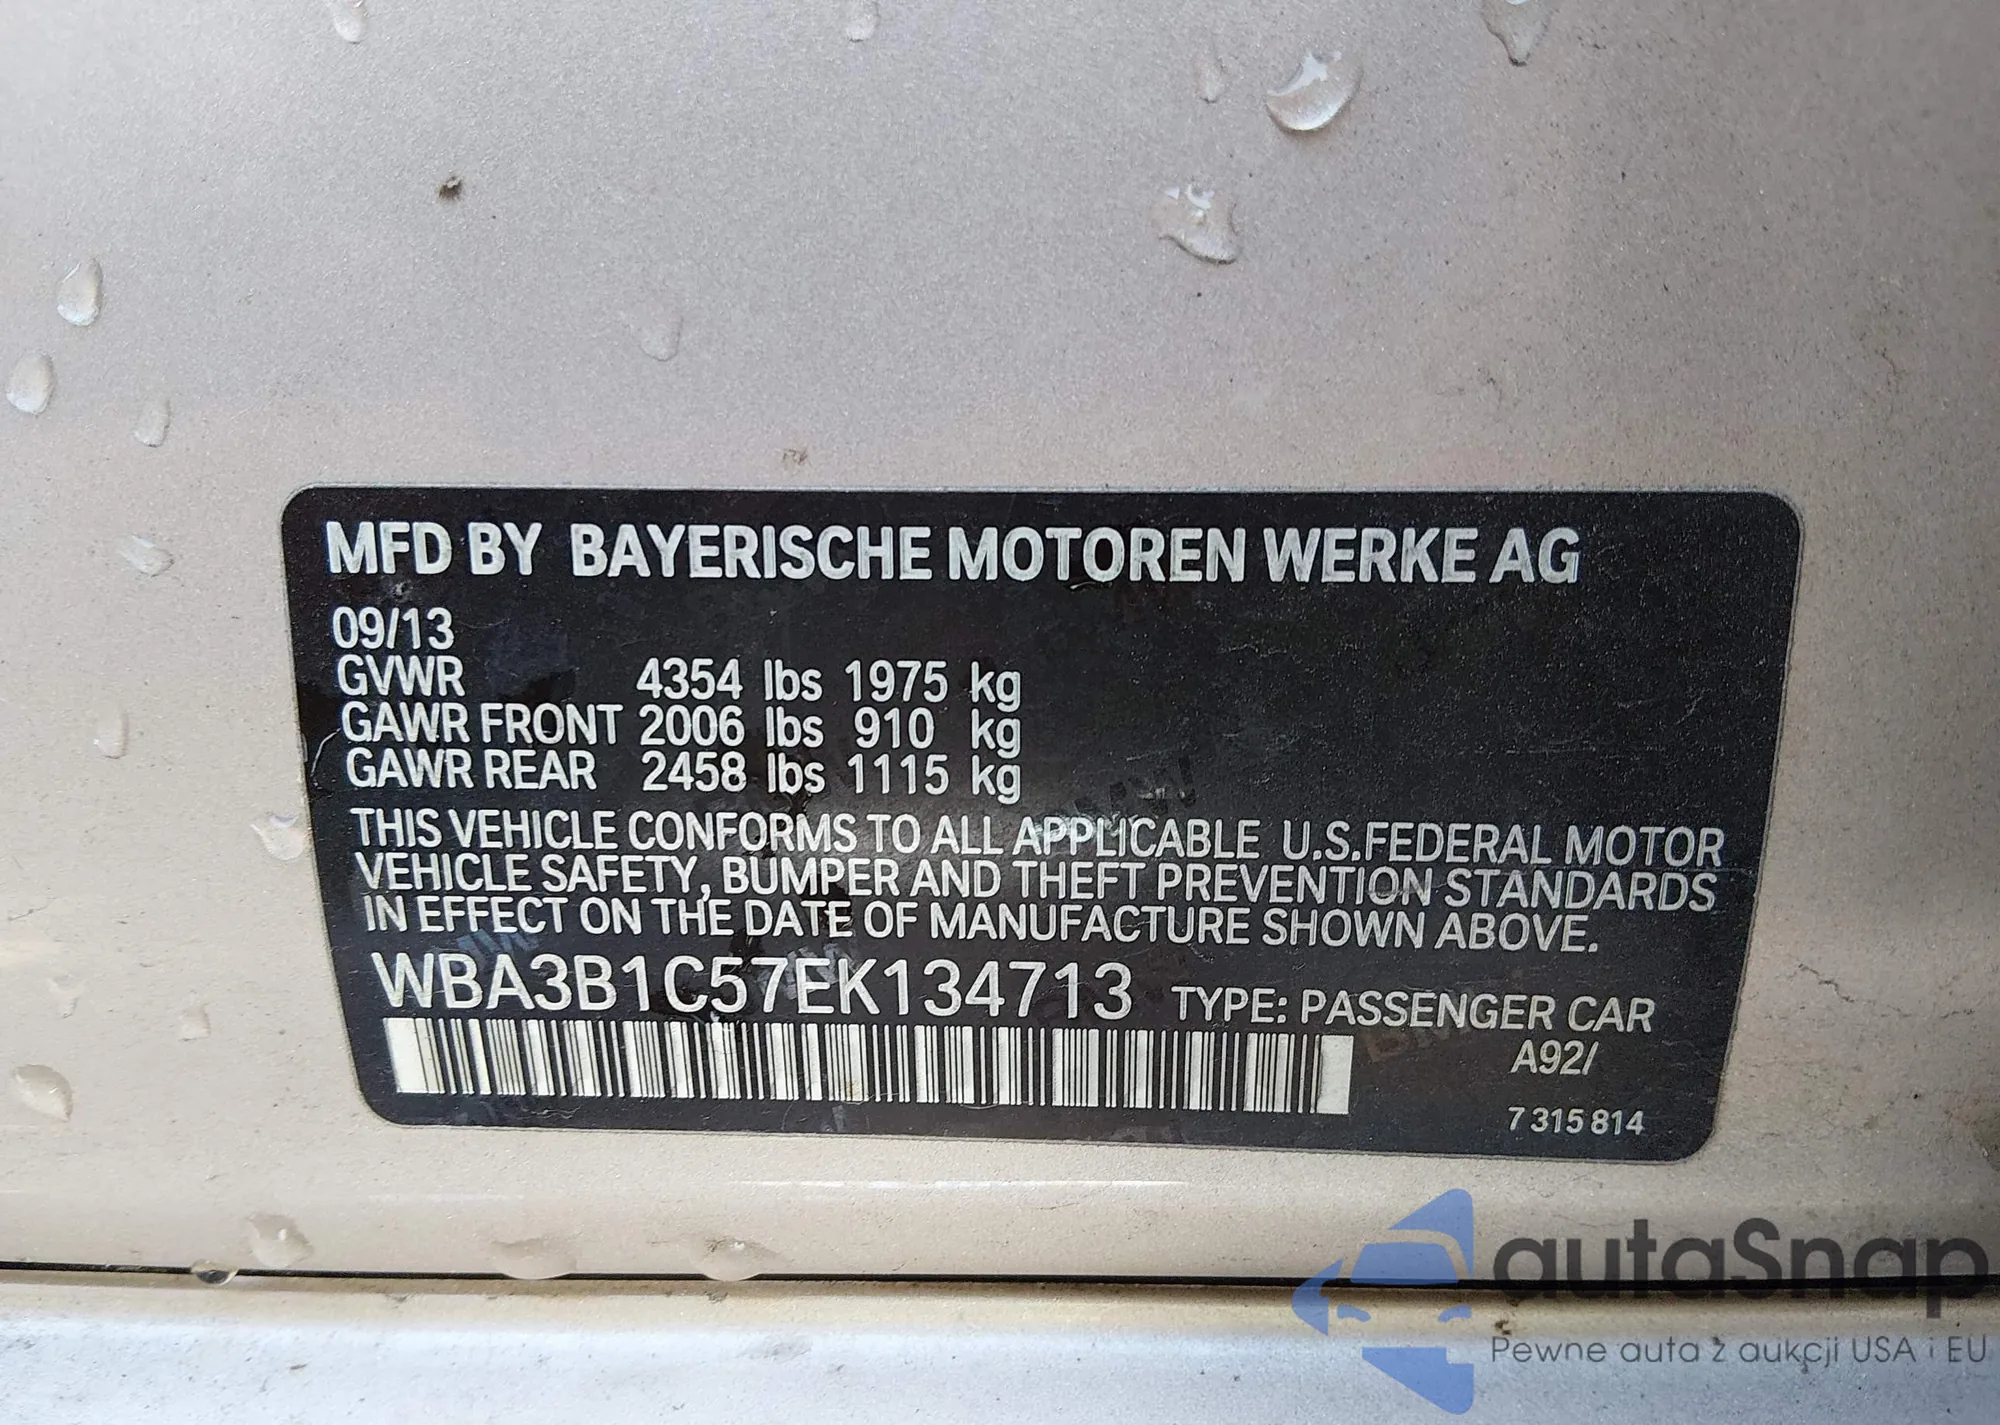 MFD BY BAYERISCHE MOTOREN WERKE AG
09/13
GVWR 4354 lbs 1975 kg
GAWR FRONT 2006 lbs 910 kg
GAWR REAR 2458 lbs 1115 kg
THIS VEHICLE CONFORMS TO ALL APPLICABLE U.S.FEDERAL MOTOR
VEHICLE SAFETY, BUMPER AND THEFT PREVENTION STANDARDS
IN EFFECT ON THE DATE OF MANUFACTURE SHOWN ABOVE.
WBA3B1C57EK134713 TYPE: PASSENGER CAR
A92/
7 315 814
autaSnap
Pewne auta z aukcji USA i EU